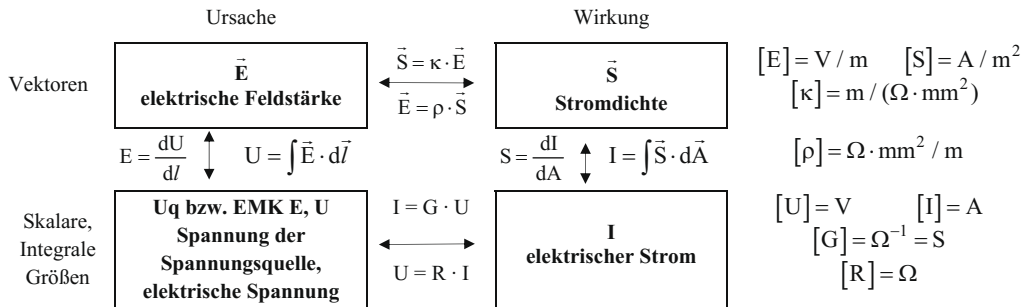 Ursache
Wirkung
Vektoren
E⃗
elektrische Feldstärke
S⃗ = κ · E⃗
E⃗ = ρ · S⃗
S⃗
Stromdichte
[E] = V / m [S] = A / m²
[κ] = m / (Ω · mm²)
E = dU/dl U = ∫ E⃗ · dl⃗
S = dI/dA I = ∫ S⃗ · dA⃗
[ρ] = Ω · mm² / m
Skalare,
Integrale
Größen
Uq bzw. EMK E, U
Spannung der
Spannungsquelle,
elektrische Spannung
I = G · U
U = R · I
I
elektrischer Strom
[U] = V [I] = A
[G] = Ω⁻¹ = S
[R] = Ω